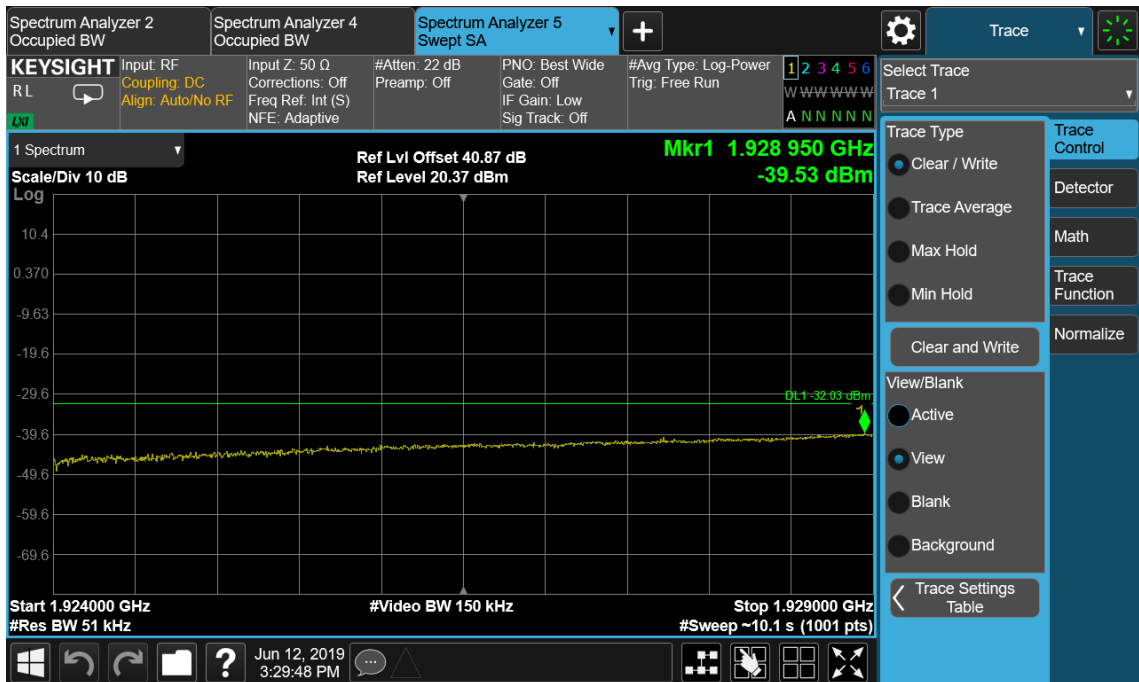 Spectrum Analyzer 2
Occupied BW
Spectrum Analyzer 4
Occupied BW
Spectrum Analyzer 5
Swept SA
Trace
KEYSIGHT
R L
LXI
Input: RF
Coupling: DC
Align: Auto/No RF
Input Z: 50 Ω
Corrections: Off
Freq Ref: Int (S)
NFE: Adaptive
#Atten: 22 dB
Preamp: Off
PNO: Best Wide
Gate: Off
IF Gain: Low
Sig Track: Off
#Avg Type: Log-Power
Trig: Free Run
1 2 3 4 5 6
W W W W W W
A N N N N N
Select Trace
Trace 1
1 Spectrum
Scale/Div 10 dB
Log
Ref Lvl Offset 40.87 dB
Ref Level 20.37 dBm
Mkr1 1.928 950 GHz
-39.53 dBm
10.4
0.370
-9.63
-19.6
-29.6
-39.6
-49.6
-59.6
-69.6
DL1 -32.03 dBm
1
Start 1.924000 GHz
#Res BW 51 kHz
#Video BW 150 kHz
Stop 1.929000 GHz
#Sweep ~10.1 s (1001 pts)
Trace Type
Clear / Write
Trace Average
Max Hold
Min Hold
Clear and Write
View/Blank
Active
View
Blank
Background
Trace Settings
Table
Trace
Control
Detector
Math
Trace
Function
Normalize
?
Jun 12, 2019
3:29:48 PM